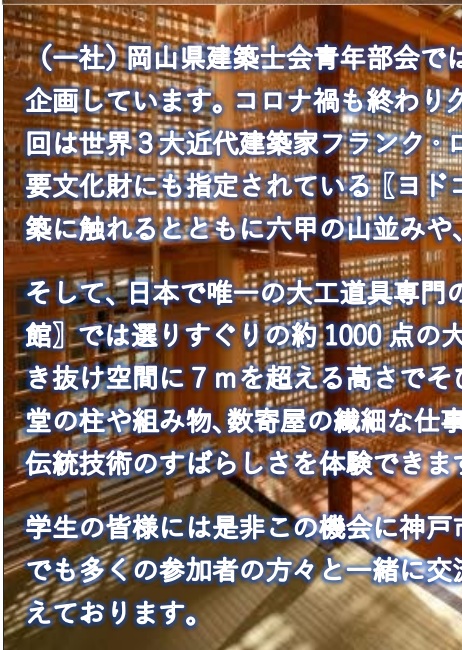 （一社）岡山県建築士会青年部会では
企画しています。コロナ禍も終わり久
回は世界３大近代建築家フランク・ロ
要文化財にも指定されている〖ヨドコ
築に触れるとともに六甲の山並みや、
そして、日本で唯一の大工道具専門の
館〗では選りすぐりの約 1000 点の大
き抜け空間に７ｍを超える高さでそび
堂の柱や組み物、数寄屋の繊細な仕事
伝統技術のすばらしさを体験できます
学生の皆様には是非この機会に神戸市
でも多くの参加者の方々と一緒に交流
えております。